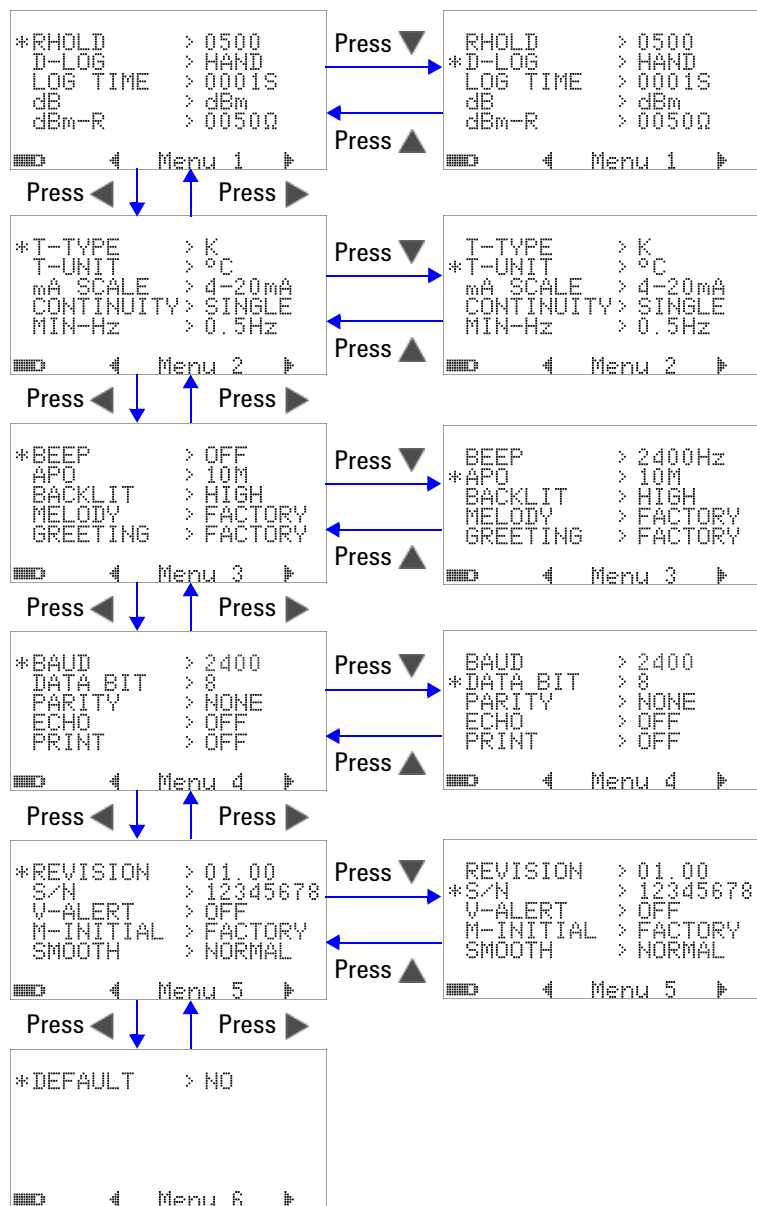 *RHOLD > 0500
D-LOG > HAND
LOG TIME > 0001S
dB > dBm
dBm-R > 0050Ω
Menu 1
Press ▼
Press ▲
RHOLD > 0500
*D-LOG > HAND
LOG TIME > 0001S
dB > dBm
dBm-R > 0050Ω
Menu 1
Press ◀
Press ▶
*T-TYPE > K
T-UNIT > °C
mA SCALE > 4-20mA
CONTINUITY> SINGLE
MIN-Hz > 0.5Hz
Menu 2
Press ▼
Press ▲
T-TYPE > K
*T-UNIT > °C
mA SCALE > 4-20mA
CONTINUITY> SINGLE
MIN-Hz > 0.5Hz
Menu 2
Press ◀
Press ▶
*BEEP > OFF
APO > 10M
BACKLIT > HIGH
MELODY > FACTORY
GREETING > FACTORY
Menu 3
Press ▼
Press ▲
BEEP > 2400Hz
*APO > 10M
BACKLIT > HIGH
MELODY > FACTORY
GREETING > FACTORY
Menu 3
Press ◀
Press ▶
*BAUD > 2400
DATA BIT > 8
PARITY > NONE
ECHO > OFF
PRINT > OFF
Menu 4
Press ▼
Press ▲
BAUD > 2400
*DATA BIT > 8
PARITY > NONE
ECHO > OFF
PRINT > OFF
Menu 4
Press ◀
Press ▶
*REVISION > 01.00
S/N > 12345678
V-ALERT > OFF
M-INITIAL > FACTORY
SMOOTH > NORMAL
Menu 5
Press ▼
Press ▲
REVISION > 01.00
*S/N > 12345678
V-ALERT > OFF
M-INITIAL > FACTORY
SMOOTH > NORMAL
Menu 5
Press ◀
Press ▶
*DEFAULT > NO
Menu 6